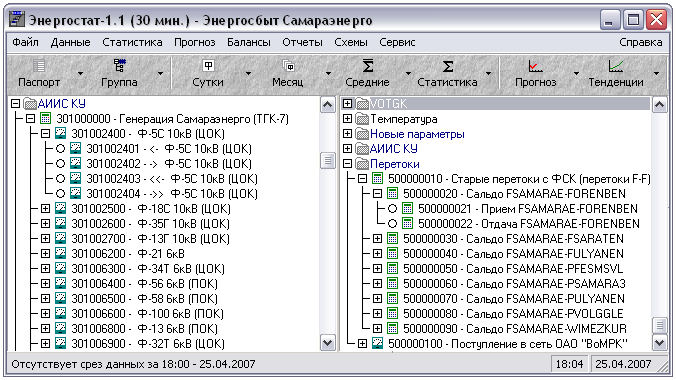 Энергостат-1.1 (30 мин.) - Энергосбыт Самараэнерго
Файл Данные Статистика Прогноз Балансы Отчеты Схемы Сервис Справка
Паспорт Группа Сутки Месяц Средние Статистика Прогноз Тенденции
АИИС КУ
301000000 - Генерация Самараэнерго (ТГК-7)
301002400 - Ф-5С 10кВ (ЦОК)
301002401 - <- Ф-5С 10кВ (ЦОК)
301002402 - -> Ф-5С 10кВ (ЦОК)
301002403 - <<- Ф-5С 10кВ (ЦОК)
301002404 - ->> Ф-5С 10кВ (ЦОК)
301002500 - Ф-18С 10кВ (ЦОК)
301002600 - Ф-35Г 10кВ (ЦОК)
301002700 - Ф-13Г 10кВ (ЦОК)
301006200 - Ф-21 6кВ
301006300 - Ф-34Т 6кВ (ЦОК)
301006400 - Ф-56 6кВ (ПОК)
301006500 - Ф-58 6кВ (ПОК)
301006600 - Ф-100 6кВ (ПОК)
301006800 - Ф-13 6кВ (ПОК)
301006900 - Ф-32Т 6кВ (ЦОК)
VOTGK
Температура
Новые параметры
АИИС КУ
Перетоки
500000010 - Старые перетоки с ФСК (перетоки F-F)
500000020 - Сальдо FSAMARAE-FORENBEN
500000021 - Прием FSAMARAE-FORENBEN
500000022 - Отдача FSAMARAE-FORENBEN
500000030 - Сальдо FSAMARAE-FSARATEN
500000040 - Сальдо FSAMARAE-FULYANEN
500000050 - Сальдо FSAMARAE-PFESMSVL
500000060 - Сальдо FSAMARAE-PSAMARA3
500000070 - Сальдо FSAMARAE-PULYANEN
500000080 - Сальдо FSAMARAE-PVOLGGLE
500000090 - Сальдо FSAMARAE-WIMEZKUR
500000100 - Поступление в сеть ОАО "ВоМРК"
Отсутствует срез данных за 18:00 - 25.04.2007
18:04 25.04.2007